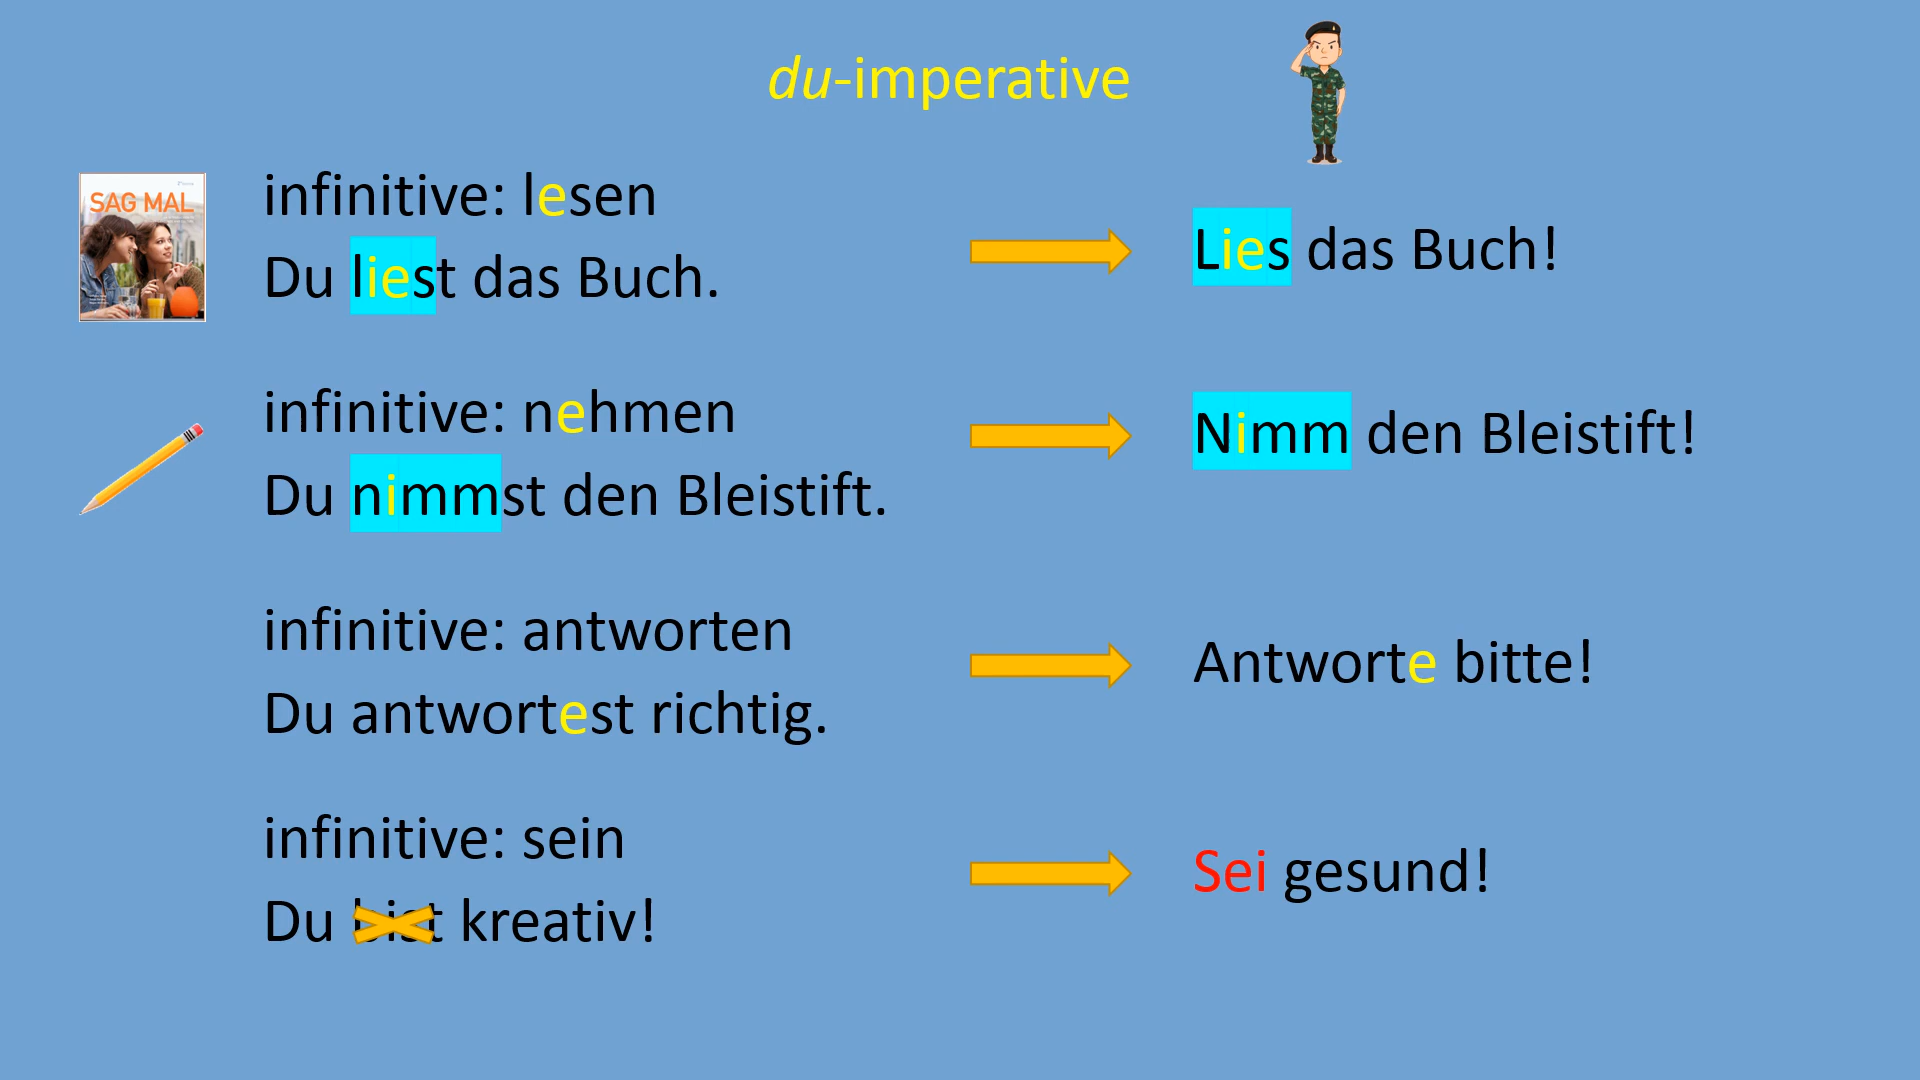 du-imperative
SAG MAL
infinitive: lesen
Du liest das Buch.
Lies das Buch!
infinitive: nehmen
Du nimmst den Bleistift.
Nimm den Bleistift!
infinitive: antworten
Du antwortest richtig.
Antworte bitte!
infinitive: sein
Du bist kreativ!
Sei gesund!